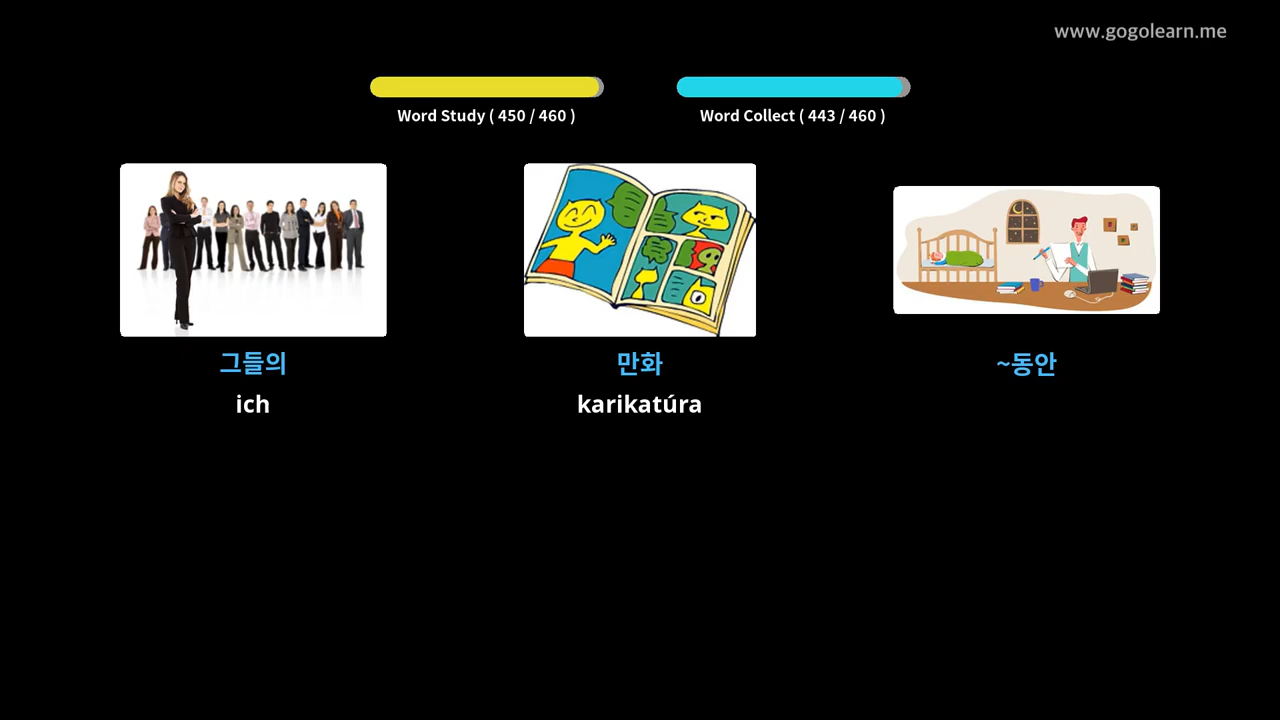 www.gogolearn.me
Word Study ( 450 / 460 )
Word Collect ( 443 / 460 )
그들의
만화
~동안
ich
karikatúra